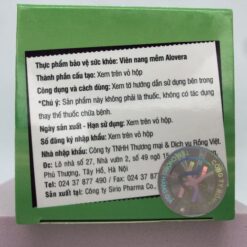 Thực phẩm bảo vệ sức khỏe: Viên nang mềm Alovera
Thành phần cấu tạo: Xem trên vỏ hộp
Công dụng và cách dùng: Xem tờ hướng dẫn sử dụng bên trong
*Chú ý: Sản phẩm này không phải là thuốc, không có tác dụng
thay thế thuốc chữa bệnh.
Ngày sản xuất - Hạn sử dụng: Xem trên vỏ hộp.
Số đăng ký nhập khẩu: Xem trên vỏ hộp
Nhà nhập khẩu: Công ty TNHH Thương mại & Dịch vụ Rồng Việt.
Đc: Lô nhà số 27, Nhà vườn 2, số 49 ngõ
Phú Thượng, Tây Hồ, Hà Nội
Tel: 024 37 877 490 / Fax: 024 37
Sản xuất tại: Công ty Sirio Pharma Co.,